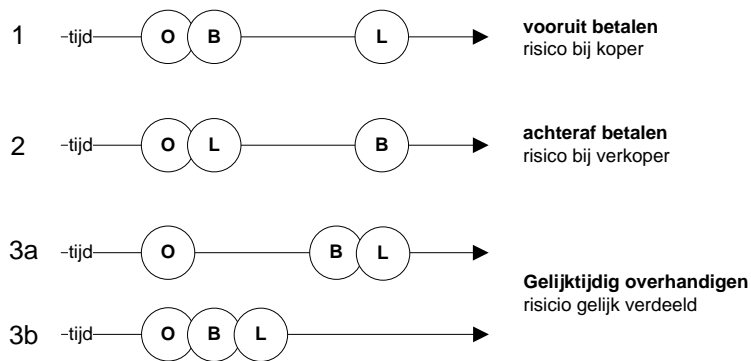 1 -tijd- O B L vooruit betalen
risico bij koper
2 -tijd- O L B achteraf betalen
risico bij verkoper
3a -tijd- O B L
Gelijktijdig overhandigen
risicio gelijk verdeeld
3b -tijd- O B L